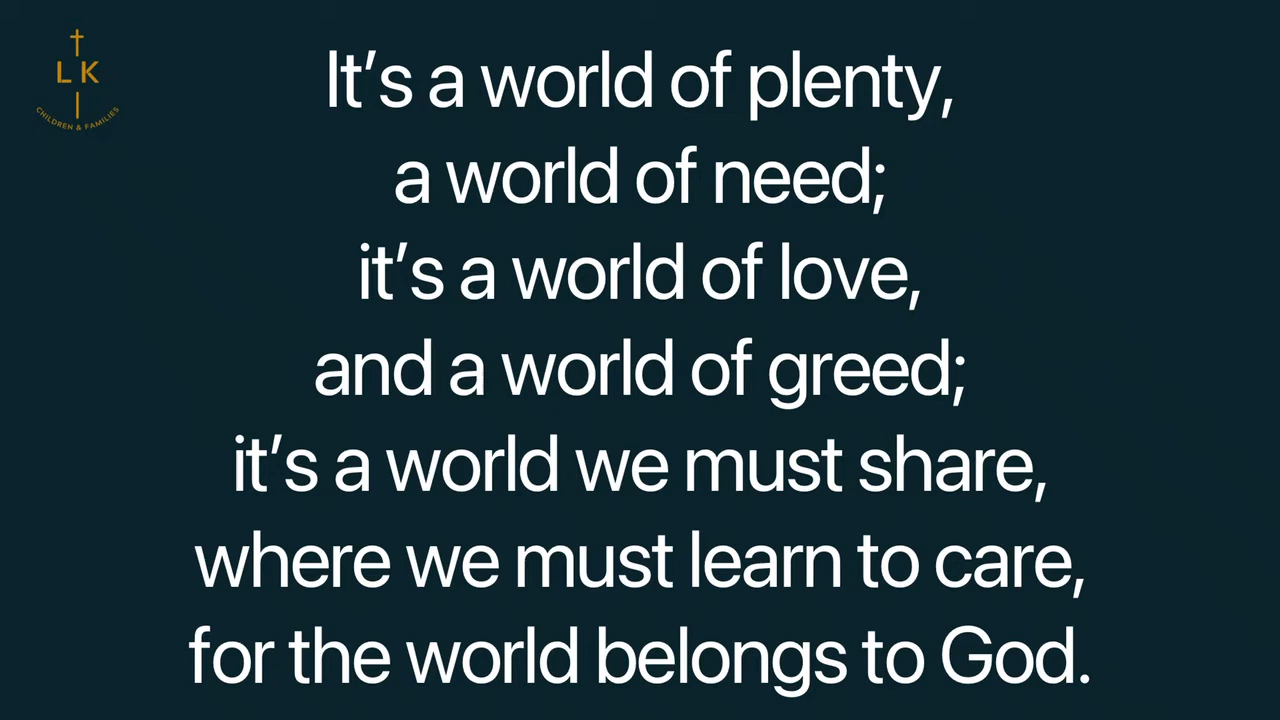 L K
CHILDREN & FAMILIES
It’s a world of plenty,
a world of need;
it’s a world of love,
and a world of greed;
it’s a world we must share,
where we must learn to care,
for the world belongs to God.